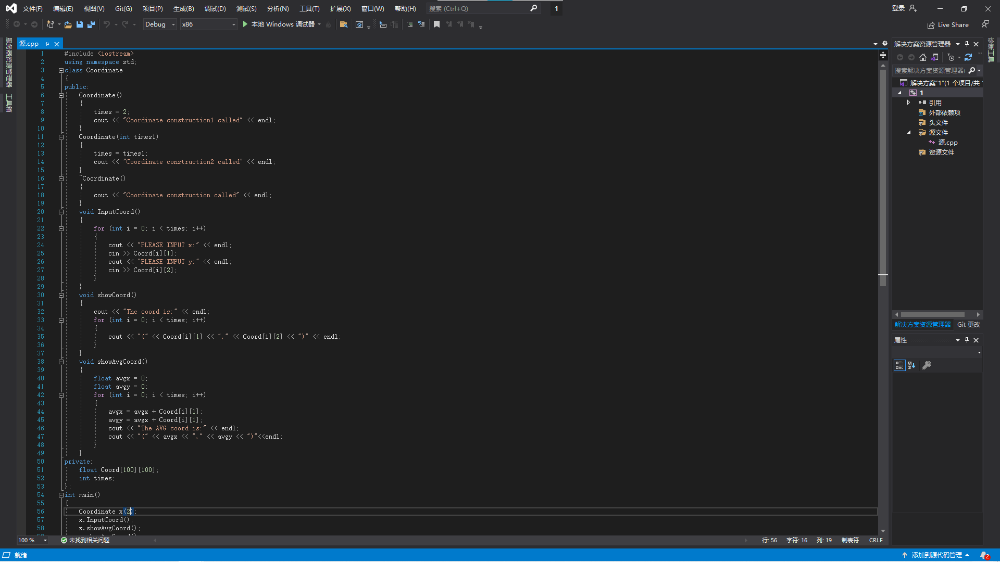 文件(F) 编辑(E) 视图(V) Git(G) 项目(P) 生成(B) 调试(D) 测试(S) 分析(N) 工具(T) 扩展(X) 窗口(W) 帮助(H) 搜索 (Ctrl+Q) 1 登录
Debug x86 本地 Windows 调试器 Live Share
服务器资源管理器
工具箱
源.cpp
1 #include <iostream>
2 using namespace std;
3 class Coordinate
4 {
5 public:
6 Coordinate()
7 {
8 times = 2;
9 cout << "Coordinate construction1 called" << endl;
10 }
11 Coordinate(int times1)
12 {
13 times = times1;
14 cout << "Coordinate construction2 called" << endl;
15 }
16 ~Coordinate()
17 {
18 cout << "Coordinate construction called" << endl;
19 }
20 void InputCoord()
21 {
22 for (int i = 0; i < times; i++)
23 {
24 cout << "PLEASE INPUT x:" << endl;
25 cin >> Coord[i][1];
26 cout << "PLEASE INPUT y:" << endl;
27 cin >> Coord[i][2];
28 }
29 }
30 void showCoord()
31 {
32 cout << "The coord is:" << endl;
33 for (int i = 0; i < times; i++)
34 {
35 cout << "(" << Coord[i][1] << "," << Coord[i][2] << ")" << endl;
36 }
37 }
38 void showAvgCoord()
39 {
40 float avgx = 0;
41 float avgy = 0;
42 for (int i = 0; i < times; i++)
43 {
44 avgx = avgx + Coord[i][1];
45 avgy = avgx + Coord[i][1];
46 cout << "The AVG coord is:" << endl;
47 cout << "(" << avgx << "," << avgy << ")"<<endl;
48 }
49 }
50 private:
51 float Coord[100][100];
52 int times;
53 };
54 int main()
55 {
56 Coordinate x(2);
57 x.InputCoord();
58 x.showAvgCoord();
100 % 未找到相关问题 行: 56 字符: 16 列: 19 制表符 CRLF
解决方案资源管理器
搜索解决方案资源管理器(
解决方案"1"(1 个项目/共
1
引用
外部依赖项
头文件
源文件
源.cpp
资源文件
解决方案资源管理器 Git 更改
属性
诊断工具
就绪 添加到源代码管理 2